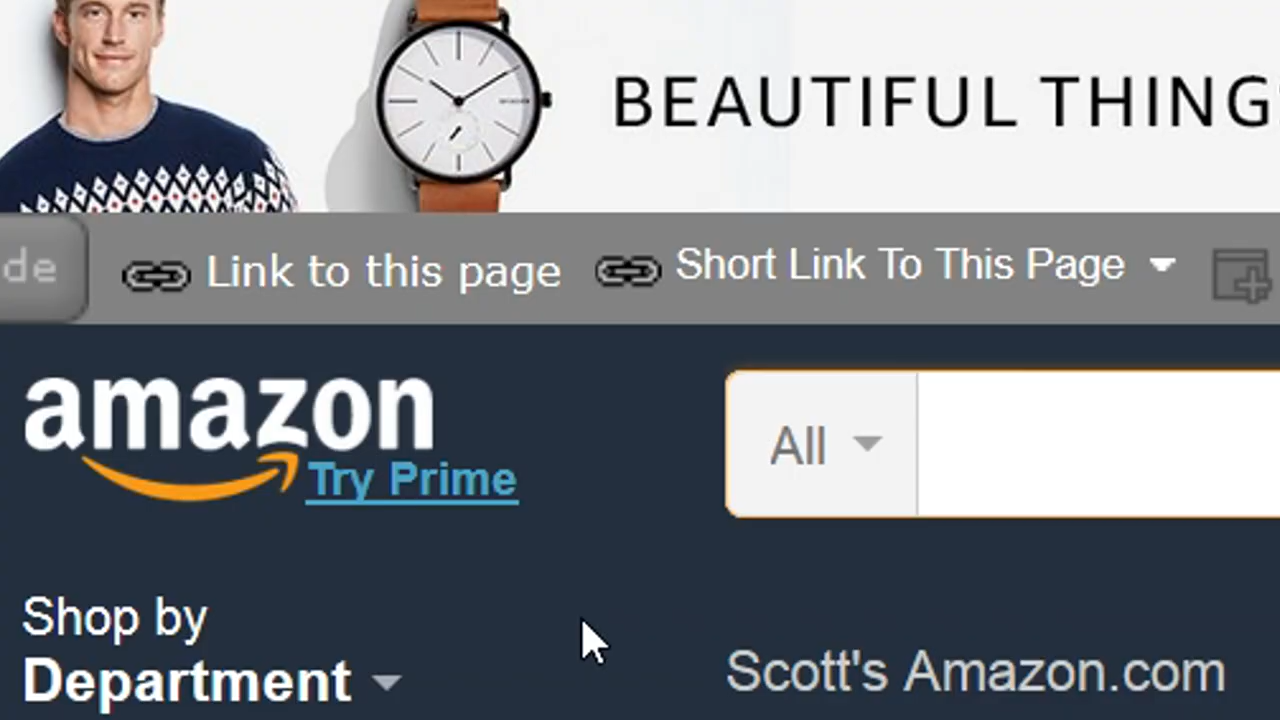 BEAUTIFUL THING
de
Link to this page
Short Link To This Page
amazon
Try Prime
All
Shop by
Department
Scott's Amazon.com